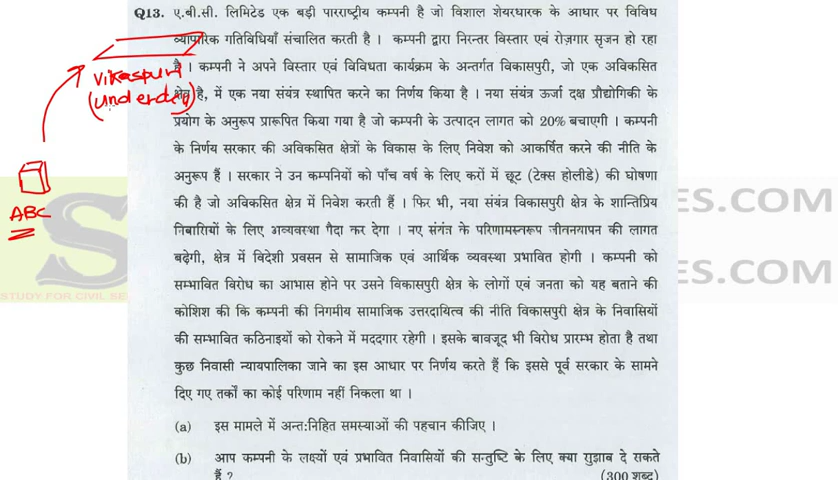 Q13. ए.बी.सी. लिमिटेड एक बड़ी पारराष्ट्रीय कम्पनी है जो विशाल शेयरधारक के आधार पर विविध
व्यापारिक गतिविधियाँ संचालित करती है । कम्पनी द्वारा निरन्तर विस्तार एवं रोज़गार सृजन हो रहा
है । कम्पनी ने अपने विस्तार एवं विविधता कार्यक्रम के अन्तर्गत विकासपुरी, जो एक अविकसित
Vikaspuri
क्षेत्र है, में एक नया संयंत्र स्थापित करने का निर्णय किया है । नया संयंत्र ऊर्जा दक्ष प्रौद्योगिकी के
प्रयोग के अनुरूप प्रारूपित किया गया है जो कम्पनी के उत्पादन लागत को 20% बचाएगी । कम्पनी
के निर्णय सरकार की अविकसित क्षेत्रों के विकास के लिए निवेश को आकर्षित करने की नीति के
अनुरूप हैं । सरकार ने उन कम्पनियों को पाँच वर्ष के लिए करों में छूट (टेक्स होलीडे) की घोषणा
की है जो अविकसित क्षेत्र में निवेश करती हैं । फिर भी, नया संयंत्र विकासपुरी क्षेत्र के शान्तिप्रिय
ABC
निवासियों के लिए अव्यवस्था पैदा कर देगा । नए संयंत्र के परिणामस्वरूप जीवनयापन की लागत
बढ़ेगी, क्षेत्र में विदेशी प्रवसन से सामाजिक एवं आर्थिक व्यवस्था प्रभावित होगी । कम्पनी को
सम्भावित विरोध का आभास होने पर उसने विकासपुरी क्षेत्र के लोगों एवं जनता को यह बताने की
कोशिश की कि कम्पनी की निगमीय सामाजिक उत्तरदायित्व की नीति विकासपुरी क्षेत्र के निवासियों
की सम्भावित कठिनाइयों को रोकने में मददगार रहेगी । इसके बावजूद भी विरोध प्रारम्भ होता है तथा
कुछ निवासी न्यायपालिका जाने का इस आधार पर निर्णय करते हैं कि इससे पूर्व सरकार के सामने
दिए गए तर्कों का कोई परिणाम नहीं निकला था ।
(a) इस मामले में अन्त:निहित समस्याओं की पहचान कीजिए ।
(b) आप कम्पनी के लक्ष्यों एवं प्रभावित निवासियों की सन्तुष्टि के लिए क्या सुझाव दे सकते
हैं ?
(300 शब्द)
ES.COM
ES.COM
STUDY FOR CIVIL SE